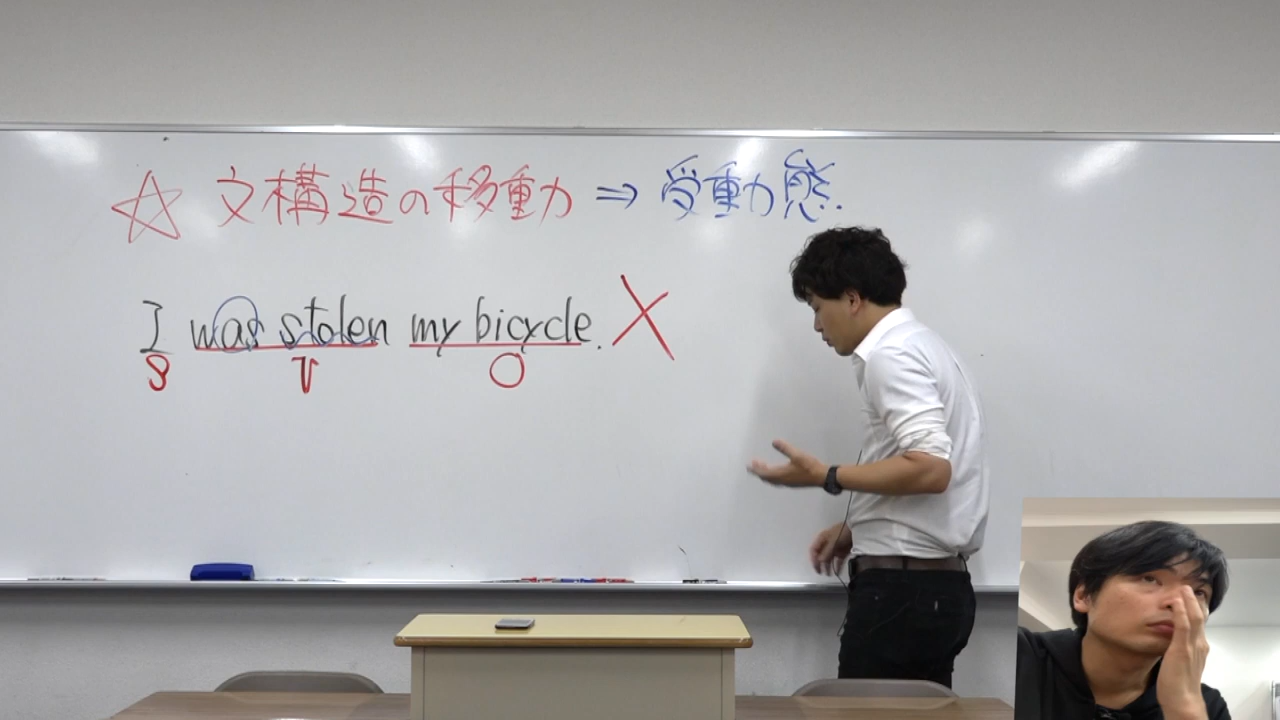 ☆ 文構造の移動 ⇒ 受動態.
I was stolen my bicycle. ×
S V O